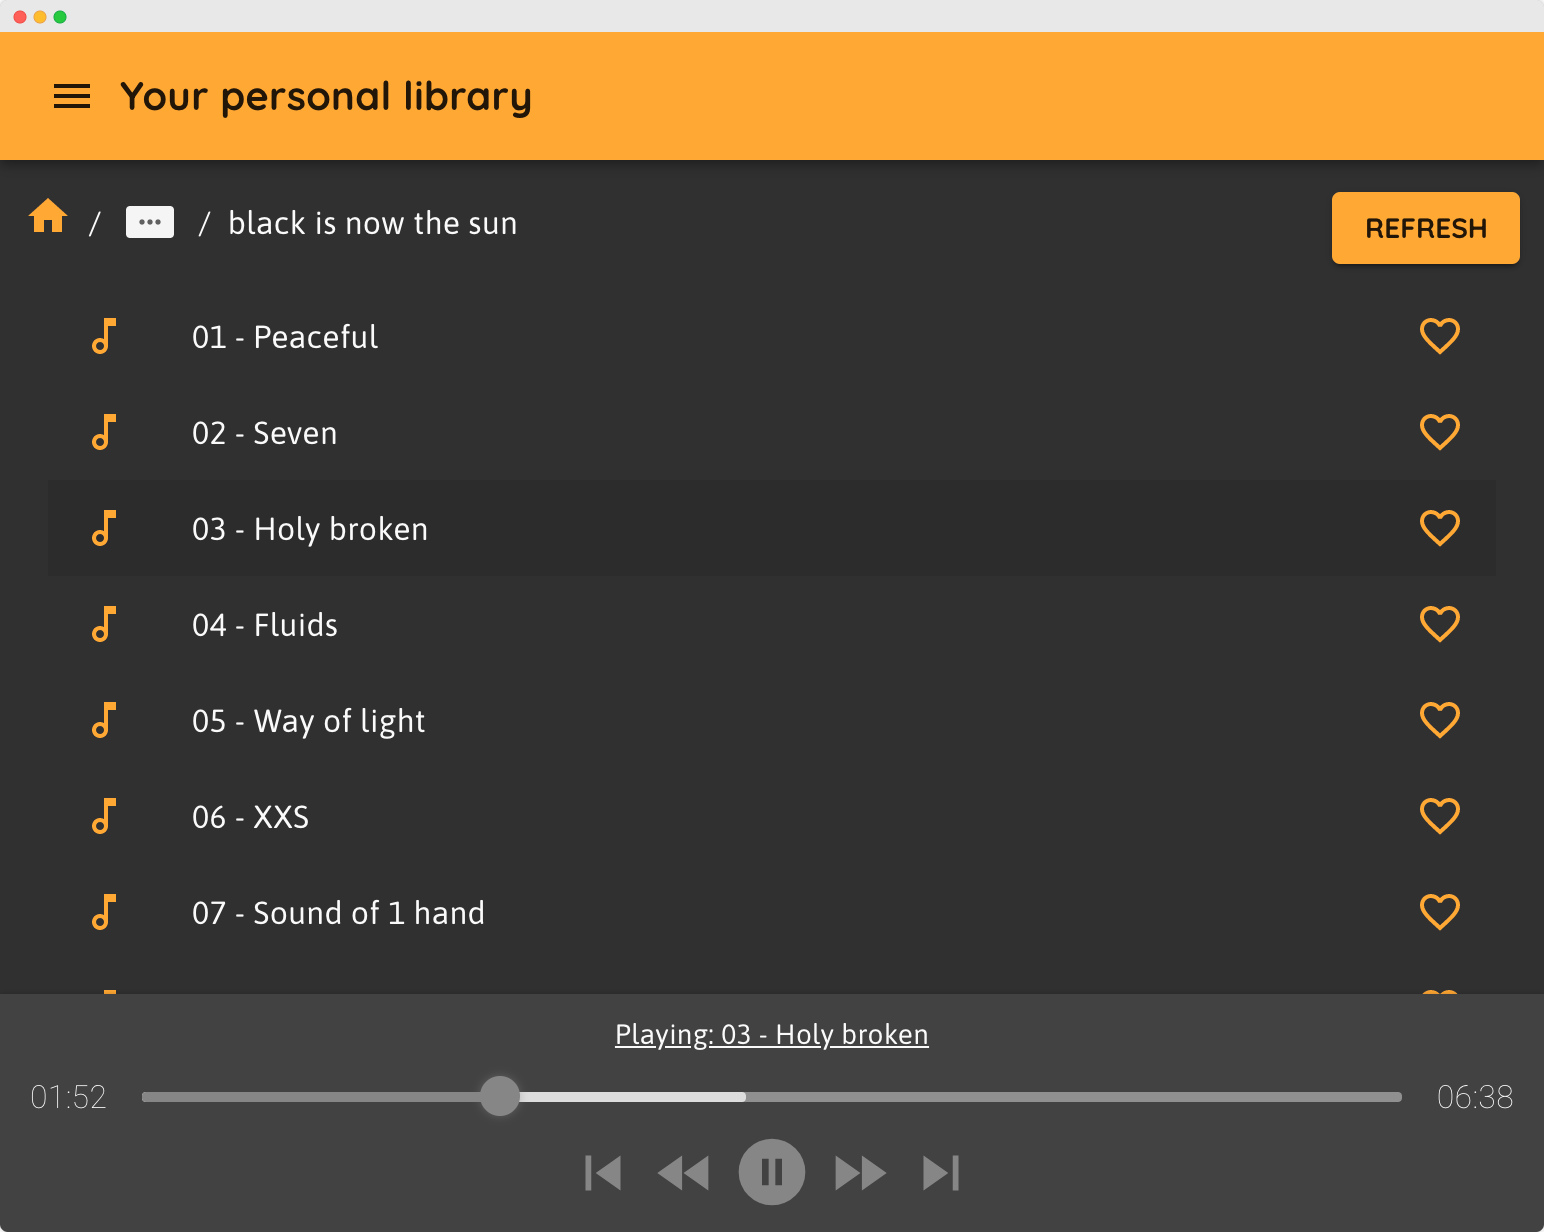 Your personal library
/ ... / black is now the sun
REFRESH
01 - Peaceful
02 - Seven
03 - Holy broken
04 - Fluids
05 - Way of light
06 - XXS
07 - Sound of 1 hand
Playing: 03 - Holy broken
01:52
06:38